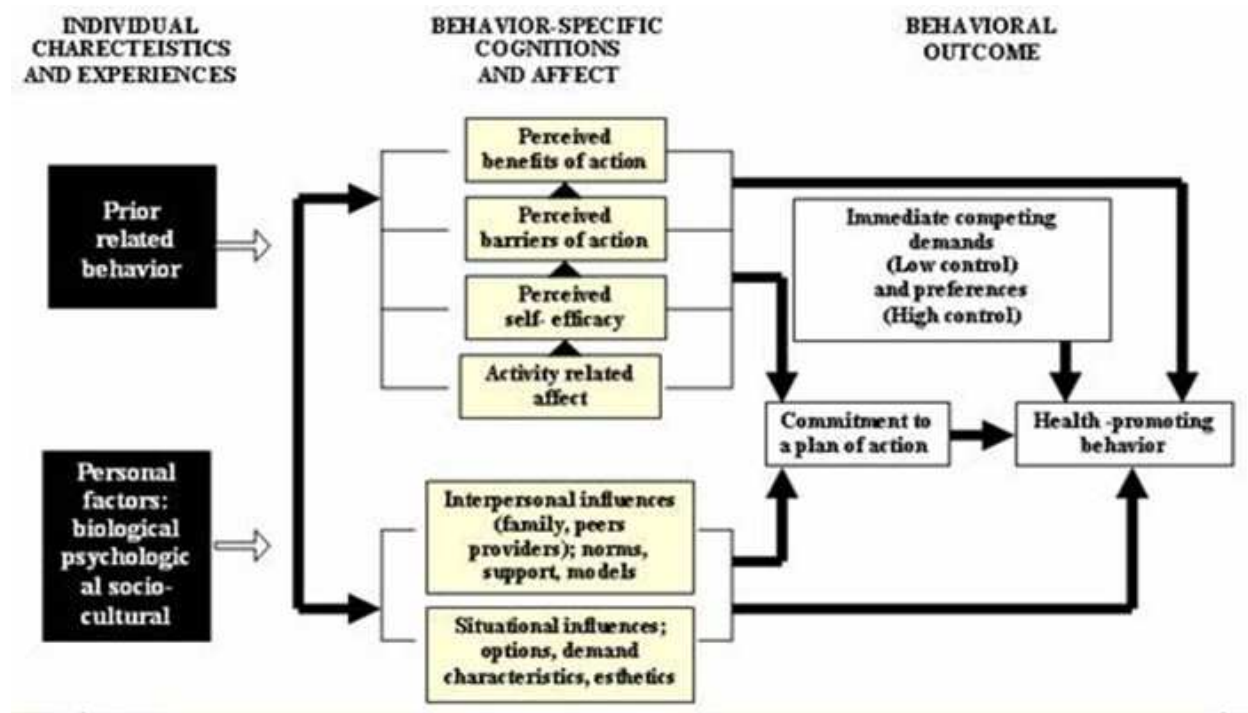 INDIVIDUAL
CHARECTEISTICS
AND EXPERIENCES
BEHAVIOR-SPECIFIC
COGNITIONS
AND AFFECT
BEHAVIORAL
OUTCOME
Prior
related
behavior
Personal
factors:
biological
psychologic
al socio-
cultural
Perceived
benefits of action
Perceived
barriers of action
Perceived
self- efficacy
Activity related
affect
Interpersonal influences
(family, peers
providers); norms,
support, models
Situational influences;
options, demand
characteristics, esthetics
Immediate competing
demands
(Low control)
and preferences
(High control)
Commitment to
a plan of action
Health -promoting
behavior